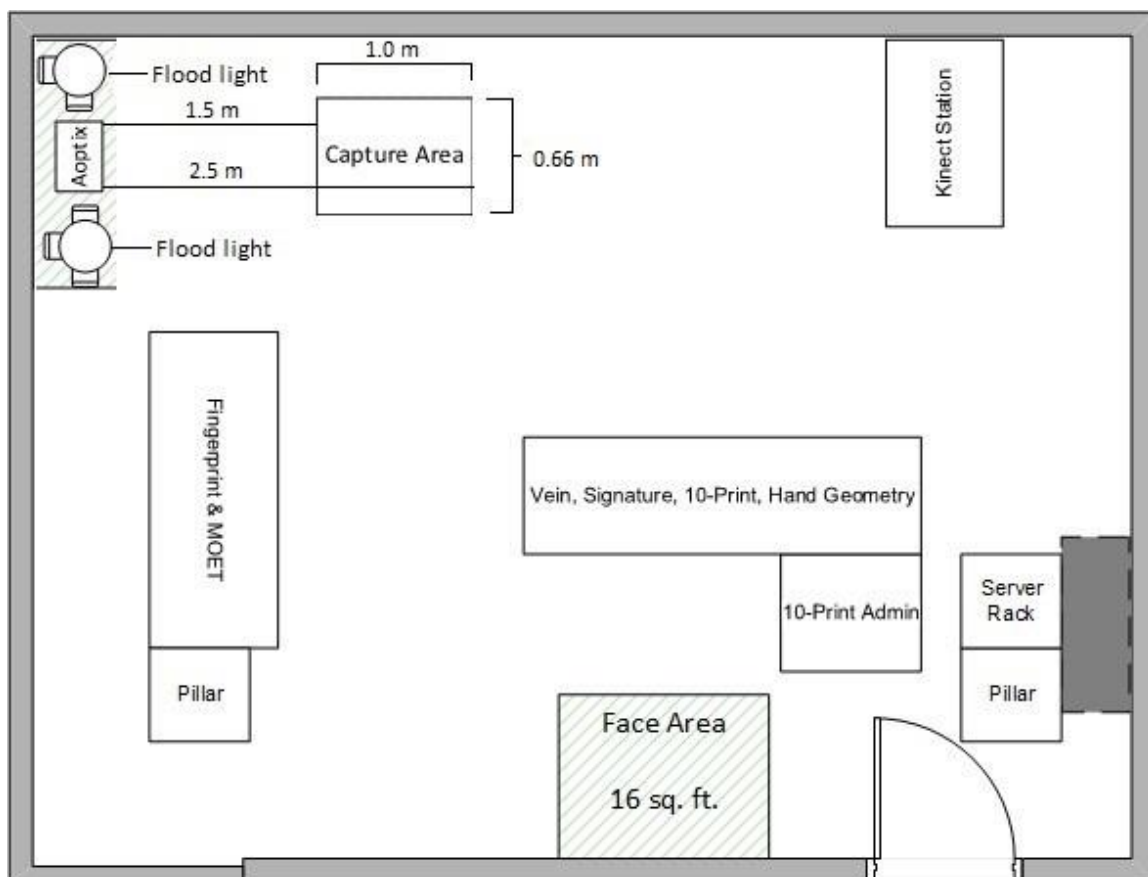 1.0 m
Flood light
1.5 m
Aoptix
Capture Area
0.66 m
2.5 m
Flood light
Kinect Station
Fingerprint & MOET
Vein, Signature, 10-Print, Hand Geometry
10-Print Admin
Server
Rack
Pillar
Pillar
Face Area
16 sq. ft.